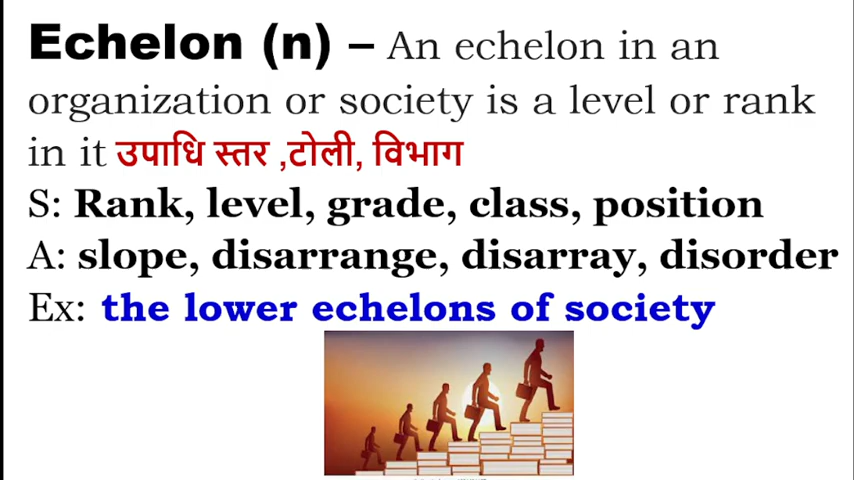 Echelon (n) – An echelon in an
organization or society is a level or rank
in it उपाधि स्तर ,टोली, विभाग
S: Rank, level, grade, class, position
A: slope, disarrange, disarray, disorder
Ex: the lower echelons of society